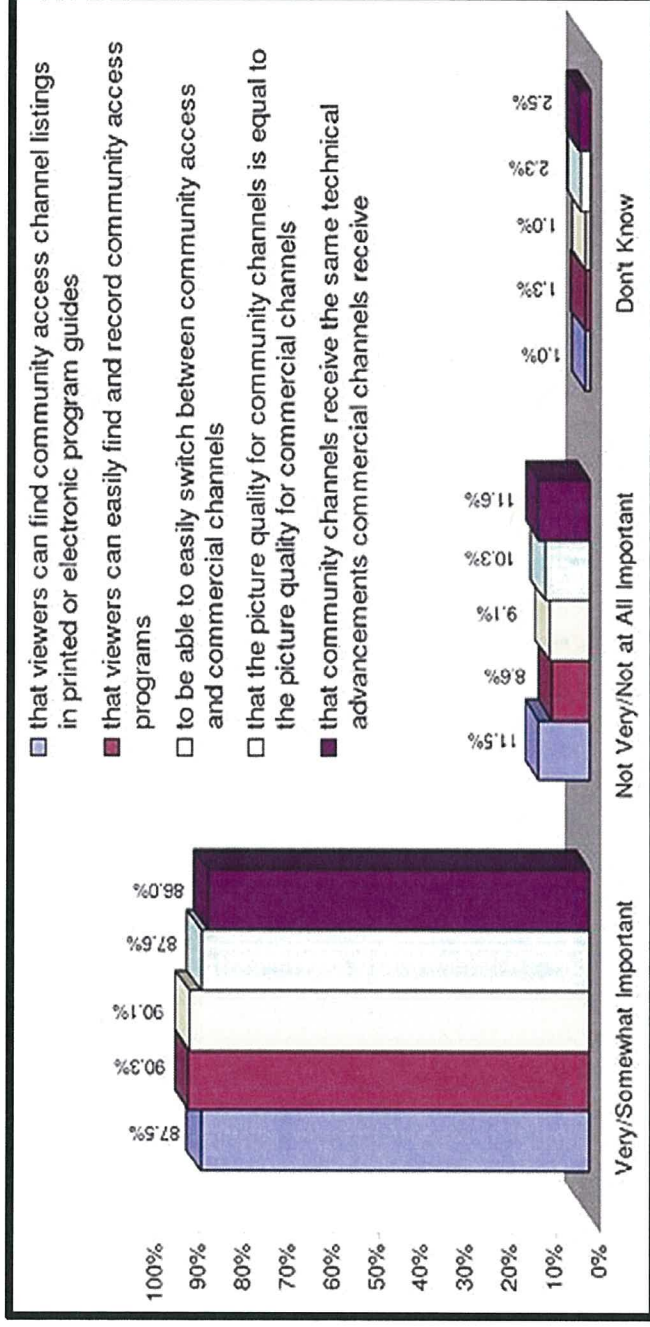 that viewers can find community access channel listings
in printed or electronic program guides
that viewers can easily find and record community access
programs
to be able to easily switch between community access
and commercial channels
that the picture quality for community channels is equal to
the picture quality for commercial channels
that community channels receive the same technical
advancements commercial channels receive
100%
90%
80%
70%
60%
50%
40%
30%
20%
10%
0%
87.5%
90.3%
90.1%
87.6%
86.0%
11.5%
8.6%
9.1%
10.3%
11.6%
1.0%
1.3%
1.0%
2.3%
2.5%
Very/Somewhat Important
Not Very/Not at All Important
Don't Know